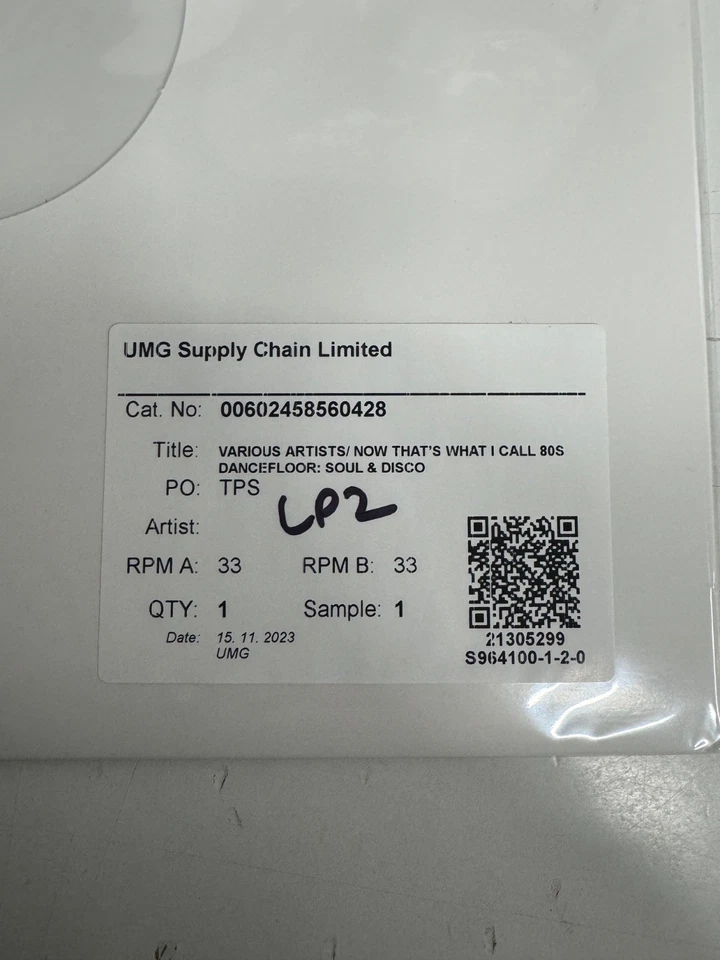 UMG Supply Chain Limited
Cat. No: 00602458560428
Title: VARIOUS ARTISTS/ NOW THAT'S WHAT I CALL 80S
DANCEFLOOR: SOUL & DISCO
PO: TPS
LP2
Artist:
RPM A: 33 RPM B: 33
QTY: 1 Sample: 1
Date: 15. 11. 2023
UMG
21305299
S964100-1-2-0